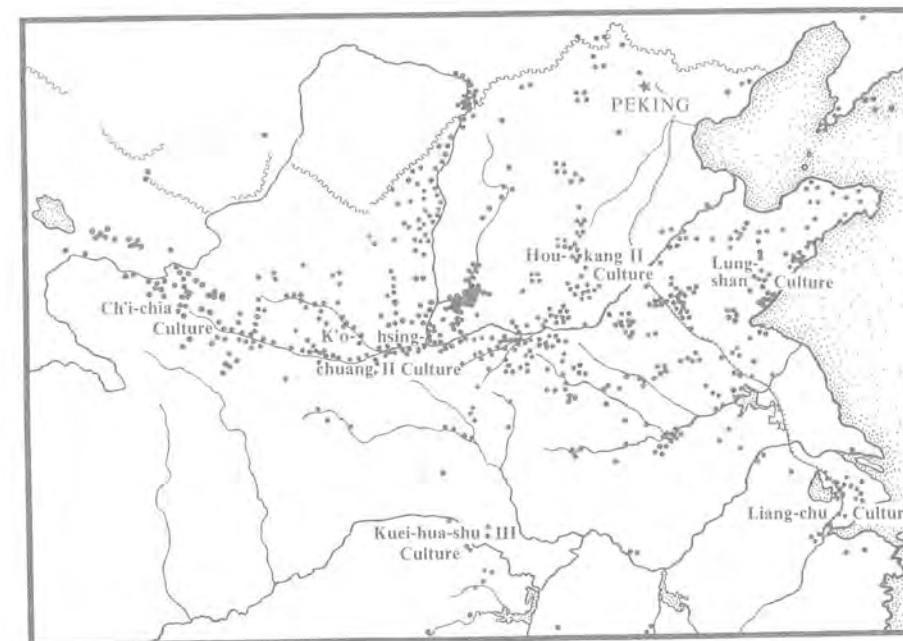 PEKING
Hou-kang II
Culture
Lung-
shan Culture
Ch'i-chia
Culture
K'o-hsing-
chuang II Culture
Kuei-hua-shu III
Culture
Liang-chu Cultur